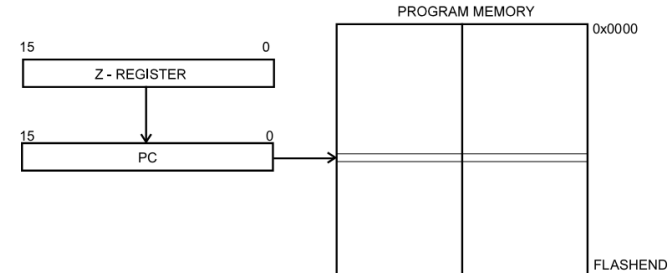 PROGRAM MEMORY
0x0000
15 0
Z - REGISTER
15 0
PC
FLASHEND